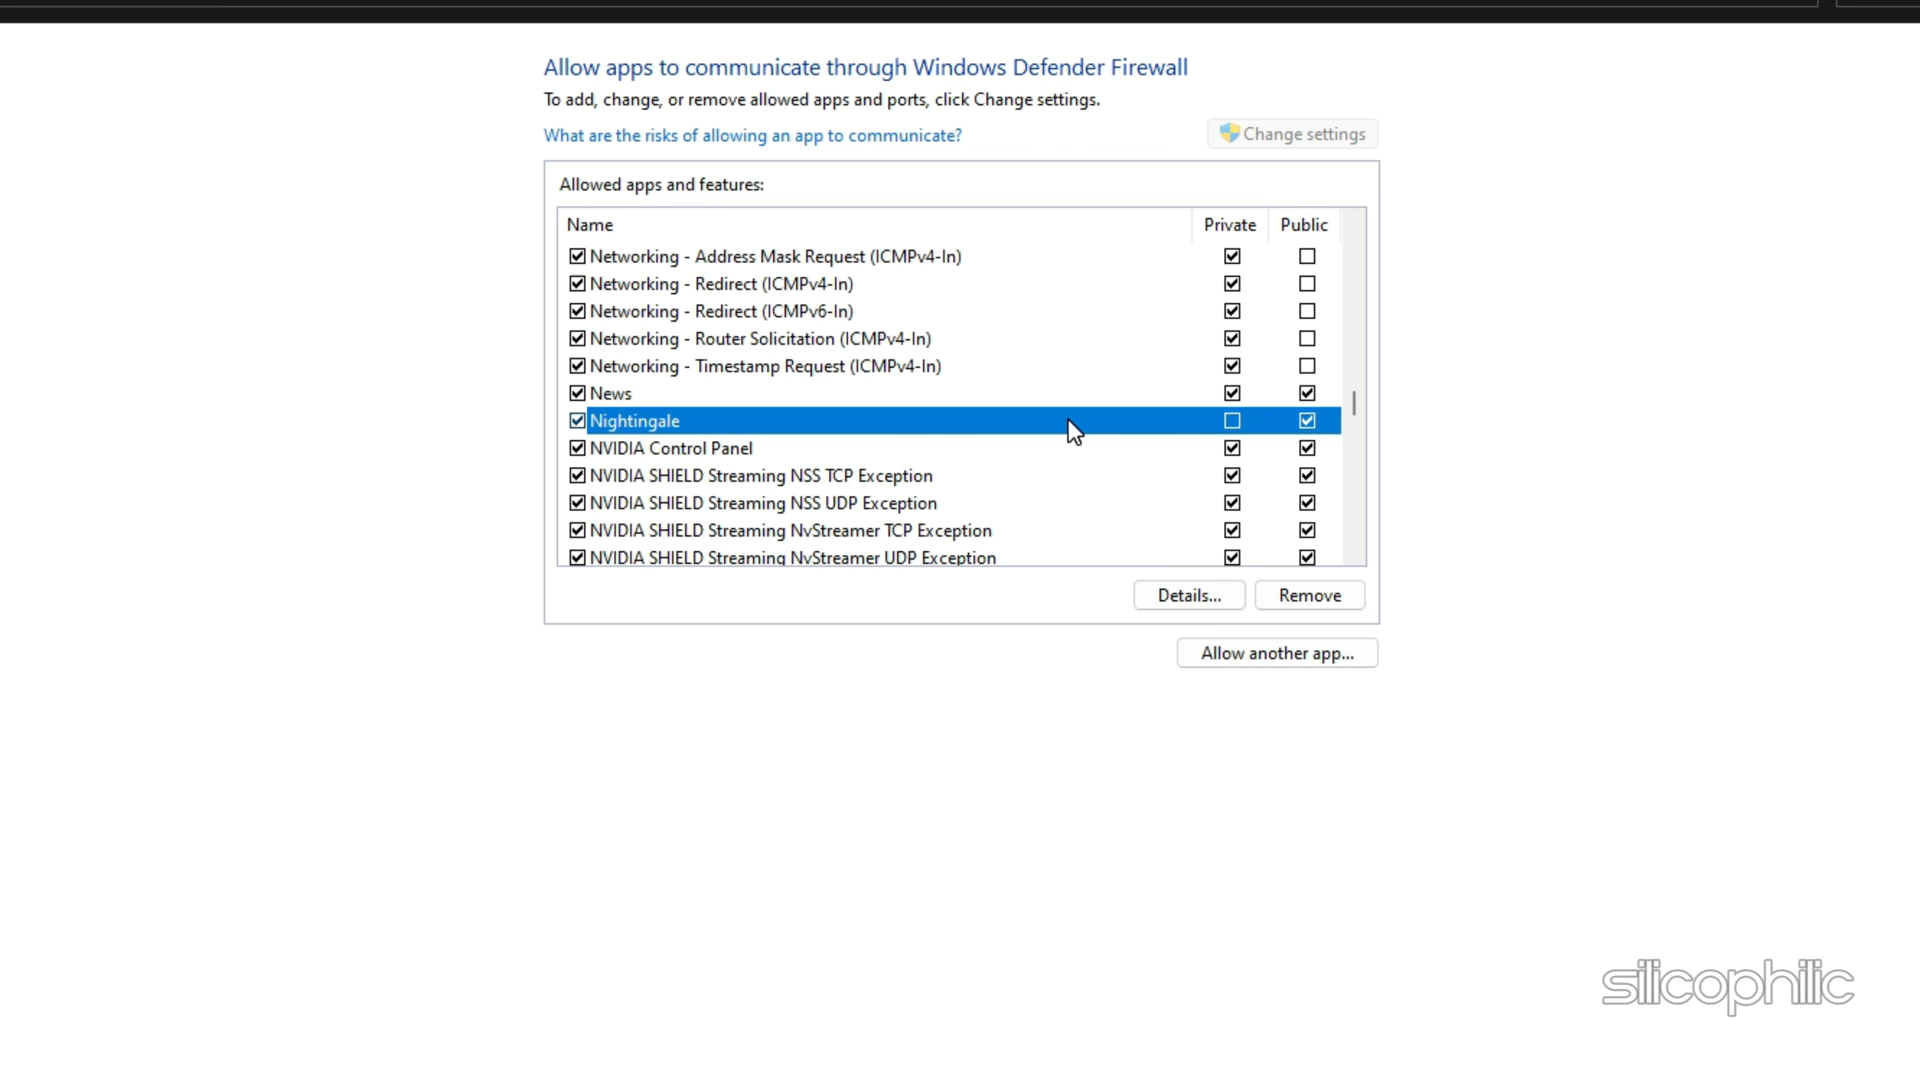 Allow apps to communicate through Windows Defender Firewall
To add, change, or remove allowed apps and ports, click Change settings.
What are the risks of allowing an app to communicate?
Change settings
Allowed apps and features:
Name Private Public
Networking - Address Mask Request (ICMPv4-In)
Networking - Redirect (ICMPv4-In)
Networking - Redirect (ICMPv6-In)
Networking - Router Solicitation (ICMPv4-In)
Networking - Timestamp Request (ICMPv4-In)
News
Nightingale
NVIDIA Control Panel
NVIDIA SHIELD Streaming NSS TCP Exception
NVIDIA SHIELD Streaming NSS UDP Exception
NVIDIA SHIELD Streaming NvStreamer TCP Exception
NVIDIA SHIELD Streaming NvStreamer UDP Exception
Details... Remove
Allow another app...
silicophilic